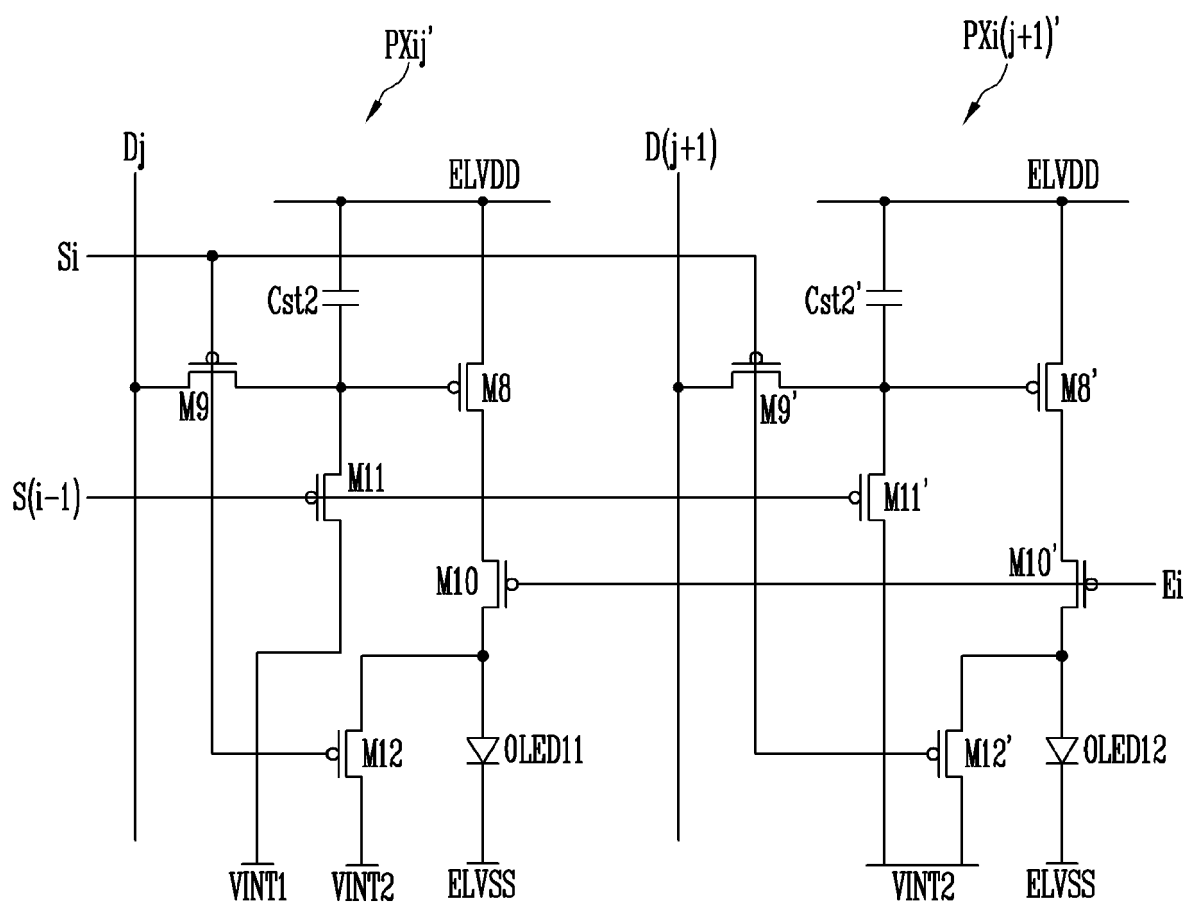 PXij'
PXi(j+1)'
Dj
D(j+1)
ELVDD
ELVDD
Si
Cst2
Cst2'
M8
M8'
M9
M9'
M11
S(i-1)
M11'
M10
M10'
Ei
M12
OLED11
M12'
OLED12
VINT1
VINT2
ELVSS
VINT2
ELVSS